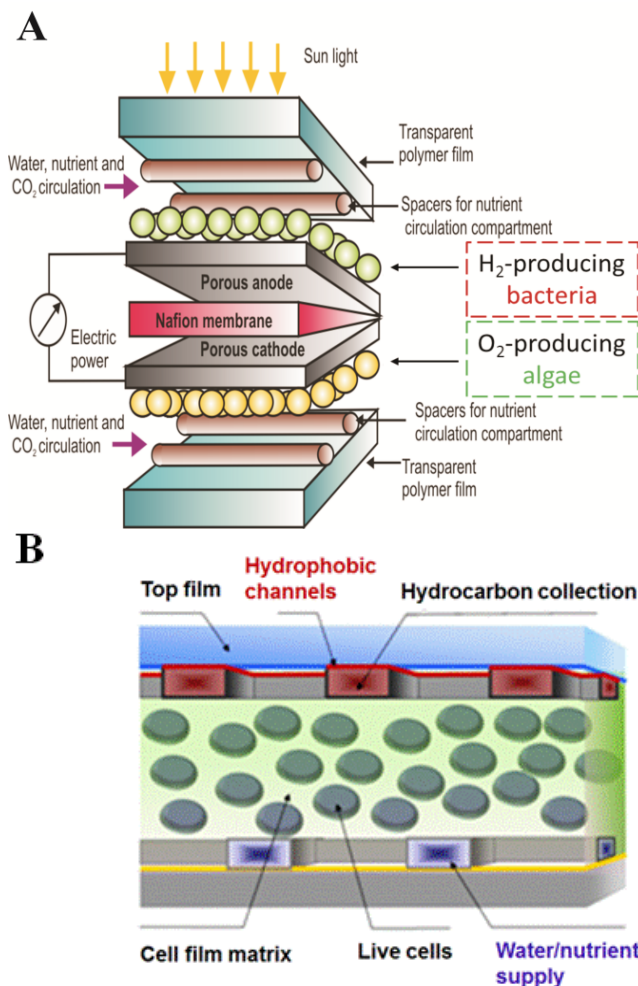 A
Sun light
Transparent
polymer film
Water, nutrient and
CO₂ circulation
Spacers for nutrient
circulation compartment
Porous anode
H₂-producing
bacteria
Nafion membrane
Electric
power
Porous cathode
O₂-producing
algae
Water, nutrient and
CO₂ circulation
Spacers for nutrient
circulation compartment
Transparent
polymer film
B
Top film
Hydrophobic
channels
Hydrocarbon collection
Cell film matrix
Live cells
Water/nutrient
supply